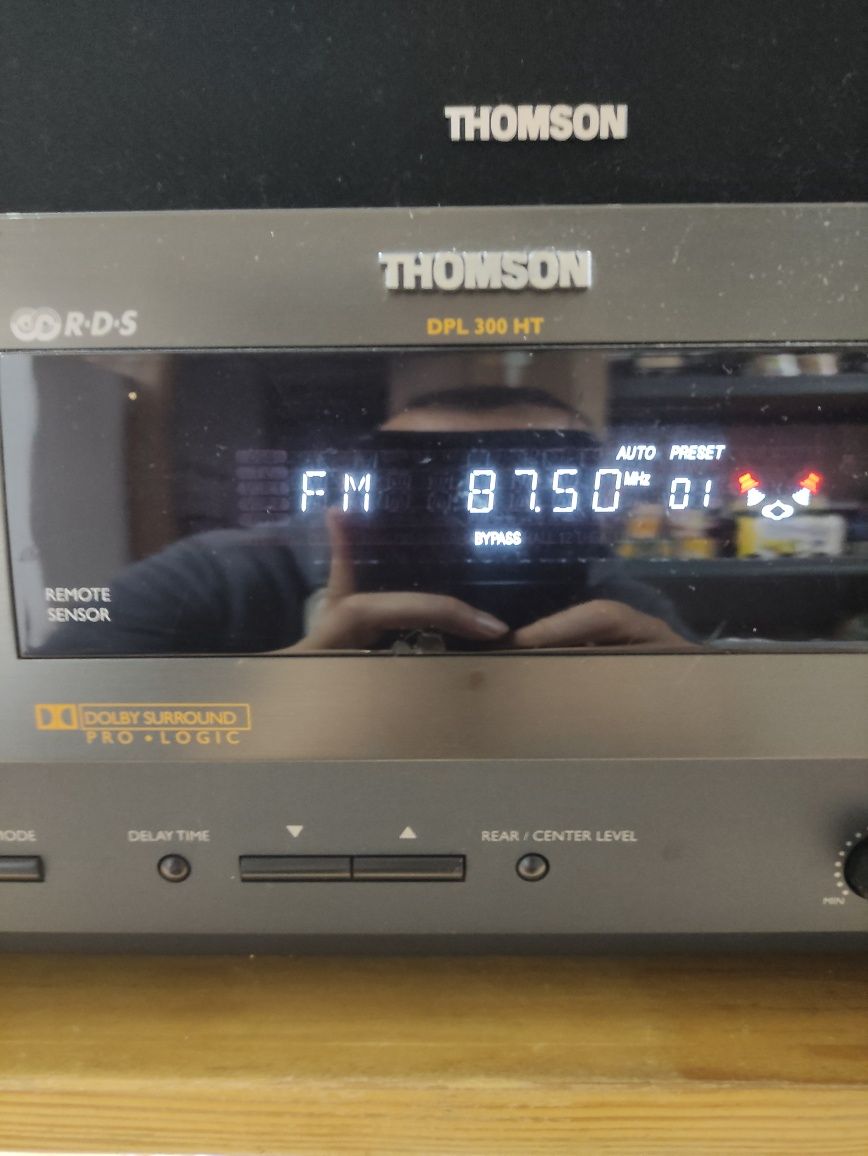 THOMSON
THOMSON
R·D·S
DPL 300 HT
AUTO PRESET
FM 87.50 MHz 01
BYPASS
REMOTE
SENSOR
DOLBY SURROUND
PRO • LOGIC
MODE DELAY TIME ▼ ▲ REAR / CENTER LEVEL
MIN